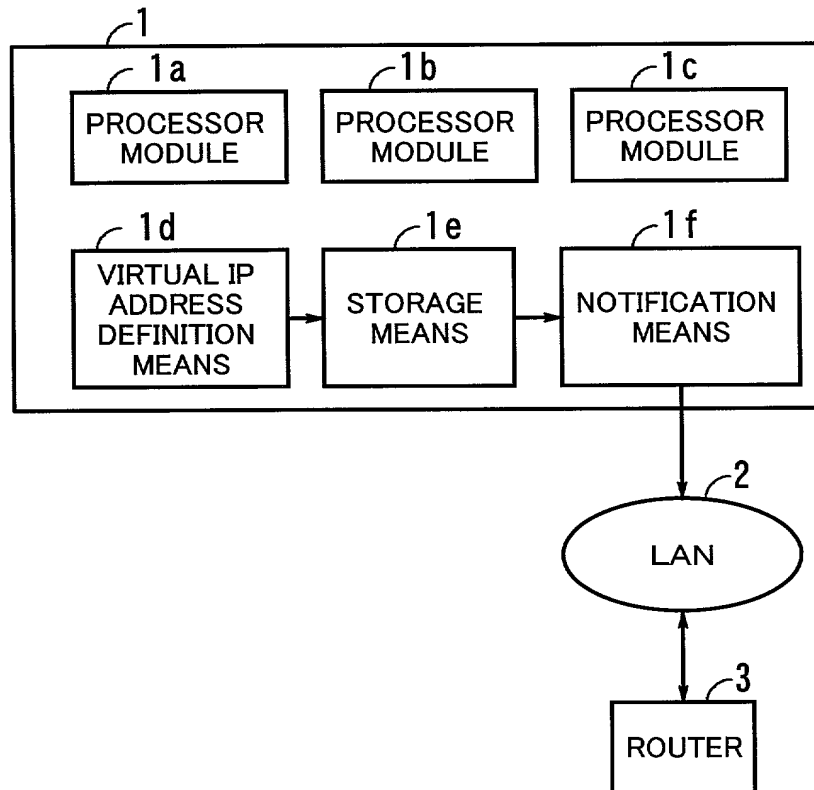 1
1a
1b
1c
PROCESSOR
MODULE
PROCESSOR
MODULE
PROCESSOR
MODULE
1d
1e
1f
VIRTUAL IP
ADDRESS
DEFINITION
MEANS
STORAGE
MEANS
NOTIFICATION
MEANS
2
LAN
3
ROUTER